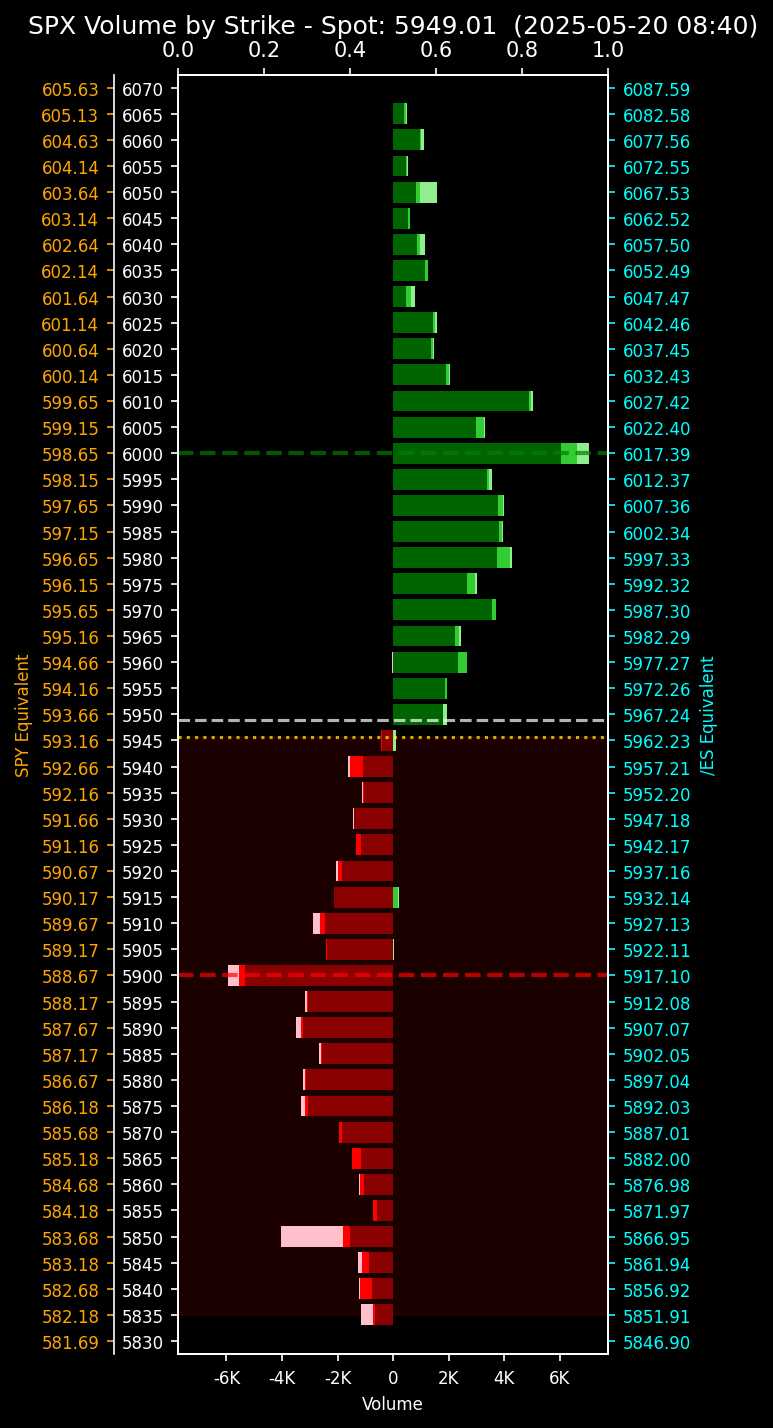 SPX Volume by Strike - Spot: 5949.01 (2025-05-20 08:40)
0.0 0.2 0.4 0.6 0.8 1.0
605.63 6070 6087.59
605.13 6065 6082.58
604.63 6060 6077.56
604.14 6055 6072.55
603.64 6050 6067.53
603.14 6045 6062.52
602.64 6040 6057.50
602.14 6035 6052.49
601.64 6030 6047.47
601.14 6025 6042.46
600.64 6020 6037.45
600.14 6015 6032.43
599.65 6010 6027.42
599.15 6005 6022.40
598.65 6000 6017.39
598.15 5995 6012.37
597.65 5990 6007.36
597.15 5985 6002.34
596.65 5980 5997.33
596.15 5975 5992.32
595.65 5970 5987.30
595.16 5965 5982.29
594.66 5960 5977.27
594.16 5955 5972.26
593.66 5950 5967.24
SPY Equivalent
/ES Equivalent
593.16 5945 5962.23
592.66 5940 5957.21
592.16 5935 5952.20
591.66 5930 5947.18
591.16 5925 5942.17
590.67 5920 5937.16
590.17 5915 5932.14
589.67 5910 5927.13
589.17 5905 5922.11
588.67 5900 5917.10
588.17 5895 5912.08
587.67 5890 5907.07
587.17 5885 5902.05
586.67 5880 5897.04
586.18 5875 5892.03
585.68 5870 5887.01
585.18 5865 5882.00
584.68 5860 5876.98
584.18 5855 5871.97
583.68 5850 5866.95
583.18 5845 5861.94
582.68 5840 5856.92
582.18 5835 5851.91
581.69 5830 5846.90
-6K -4K -2K 0 2K 4K 6K
Volume